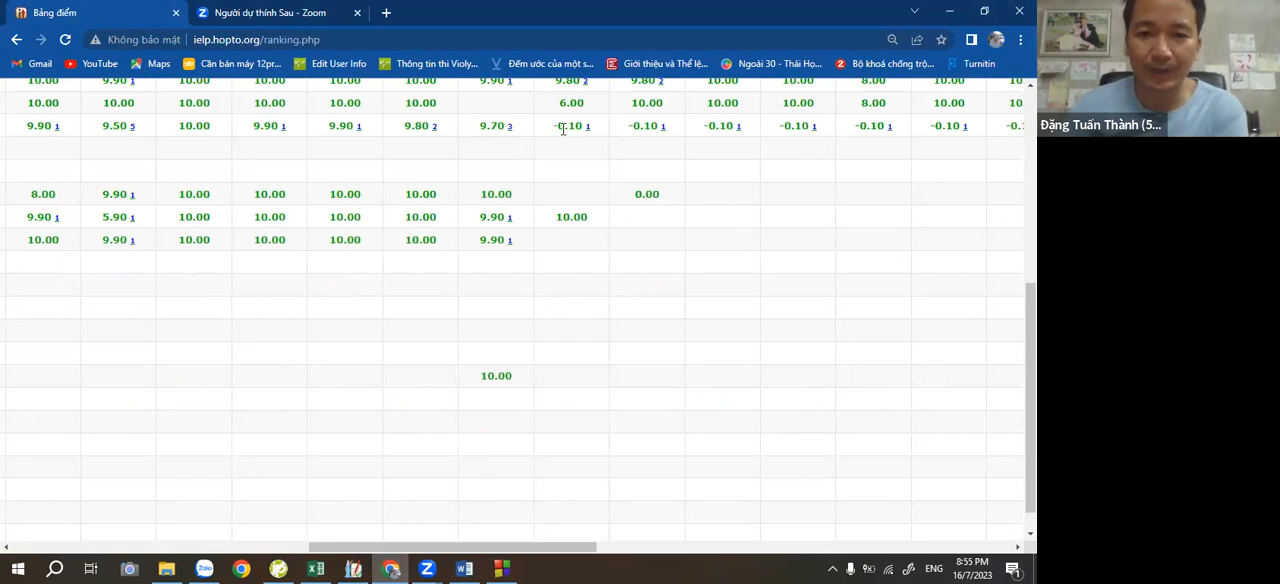 Bảng điểm
Người dự thính Sau - Zoom
Không bảo mật ielp.hopto.org/ranking.php
Gmail YouTube Maps Cần bán máy 12pr... Edit User Info Thông tin thi Violy... Đếm ược của một s... Giới thiệu và Thể lệ... Ngoài 30 - Thái Họ... Bộ khoá chống trộ... Turnitin
10.00 9.90 1 10.00 10.00 10.00 10.00 9.90 1 9.80 2 9.80 2 10.00 10.00 8.00 10.00 10
10.00 10.00 10.00 10.00 10.00 10.00 6.00 10.00 10.00 10.00 8.00 10.00 10.
9.90 1 9.50 5 10.00 9.90 1 9.90 1 9.80 2 9.70 3 -0.10 1 -0.10 1 -0.10 1 -0.10 1 -0.10 1 -0.10 1 -0.1
8.00 9.90 1 10.00 10.00 10.00 10.00 10.00 0.00
9.90 1 5.90 1 10.00 10.00 10.00 10.00 9.90 1 10.00
10.00 9.90 1 10.00 10.00 10.00 10.00 9.90 1
10.00
Đặng Tuấn Thành (5...
ENG
8:55 PM
16/7/2023